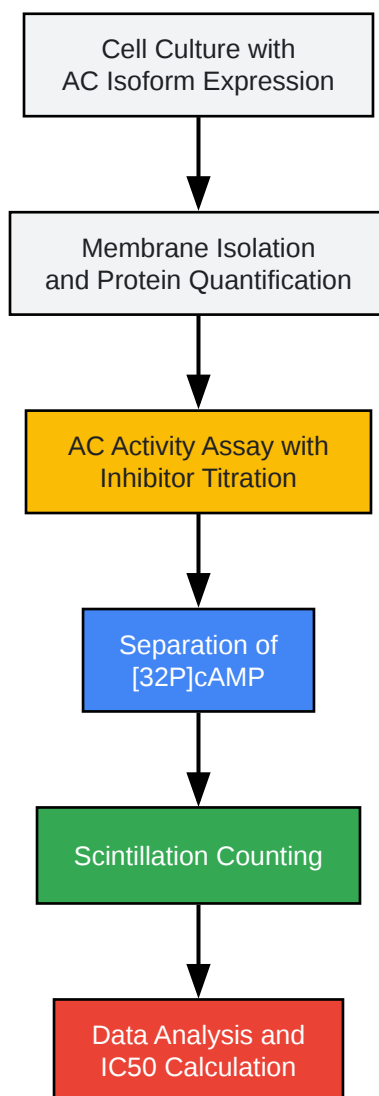 Cell Culture with
AC Isoform Expression
Membrane Isolation
and Protein Quantification
AC Activity Assay with
Inhibitor Titration
Separation of
[32P]cAMP
Scintillation Counting
Data Analysis and
IC50 Calculation